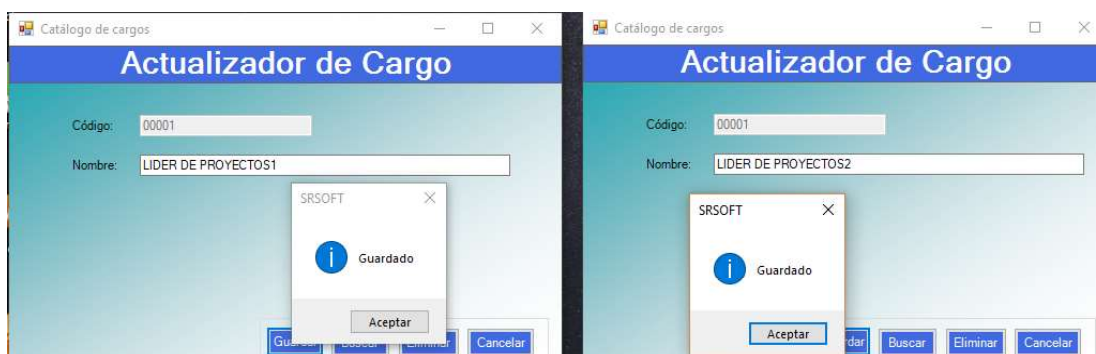 Catálogo de cargos
Actualizador de Cargo
Código: 00001
Nombre: LIDER DE PROYECTOS1
SRSOFT
Guardado
Aceptar
Cancelar
Catálogo de cargos
Actualizador de Cargo
Código: 00001
Nombre: LIDER DE PROYECTOS2
SRSOFT
Guardado
Aceptar
Buscar Eliminar Cancelar